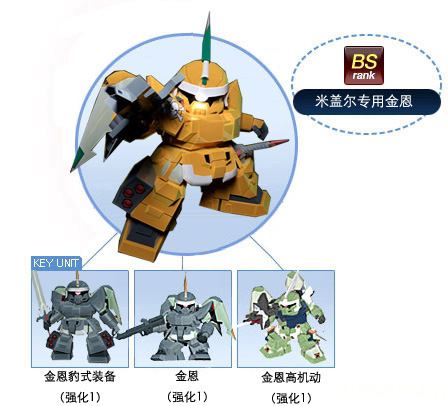 BS
rank
米盖尔专用金恩
KEY UNIT
金恩豹式装备
（强化1）
金恩
（强化1）
金恩高机动
（强化1）